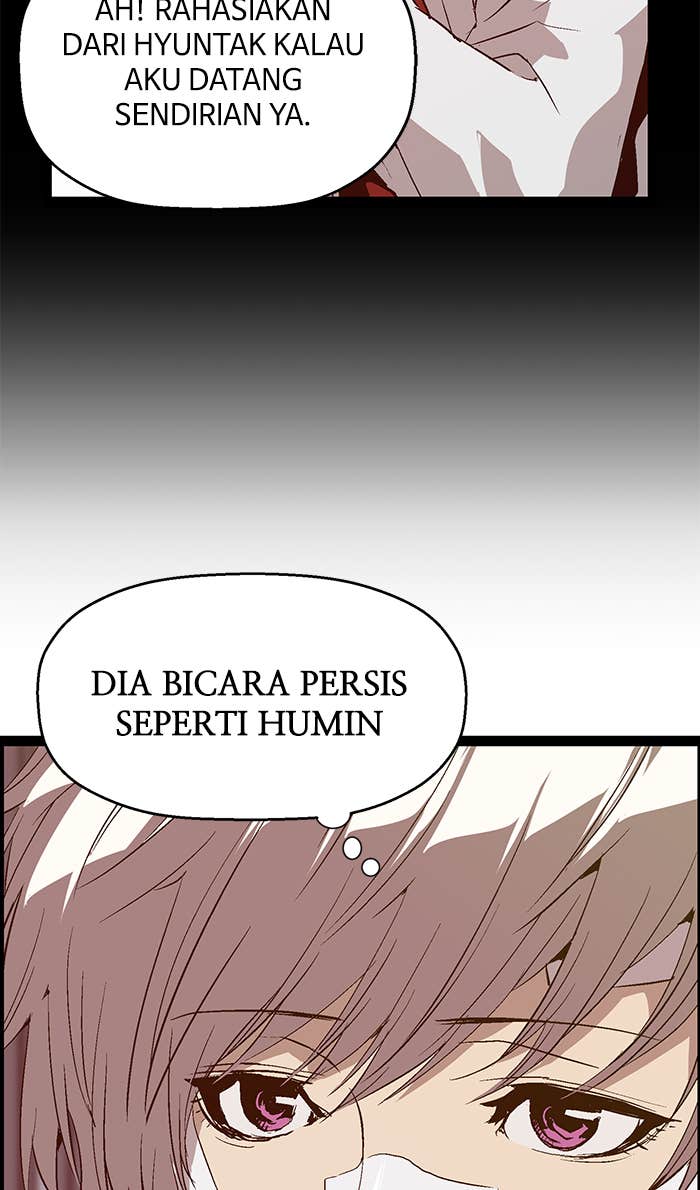 AH! RAHASIAKAN
DARI HYUNTAK KALAU
AKU DATANG
SENDIRIAN YA.
DIA BICARA PERSIS
SEPERTI HUMIN